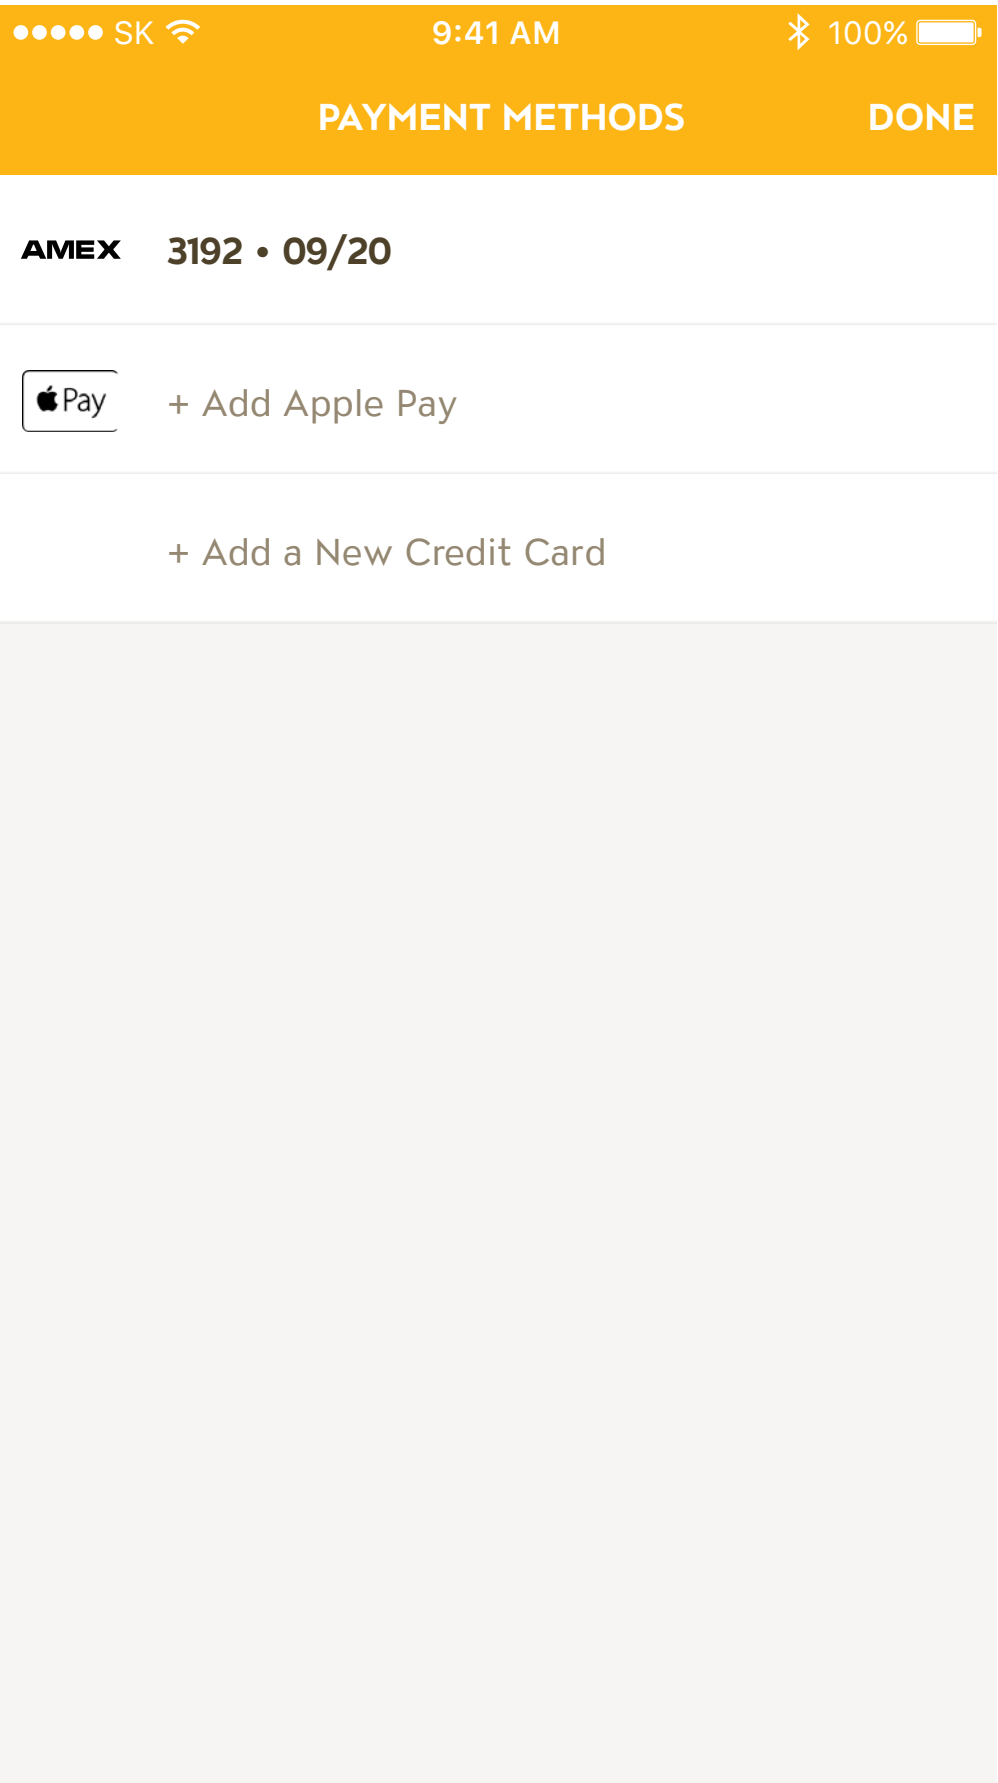 SK 9:41 AM 100%
PAYMENT METHODS DONE
AMEX 3192 • 09/20
Pay + Add Apple Pay
+ Add a New Credit Card